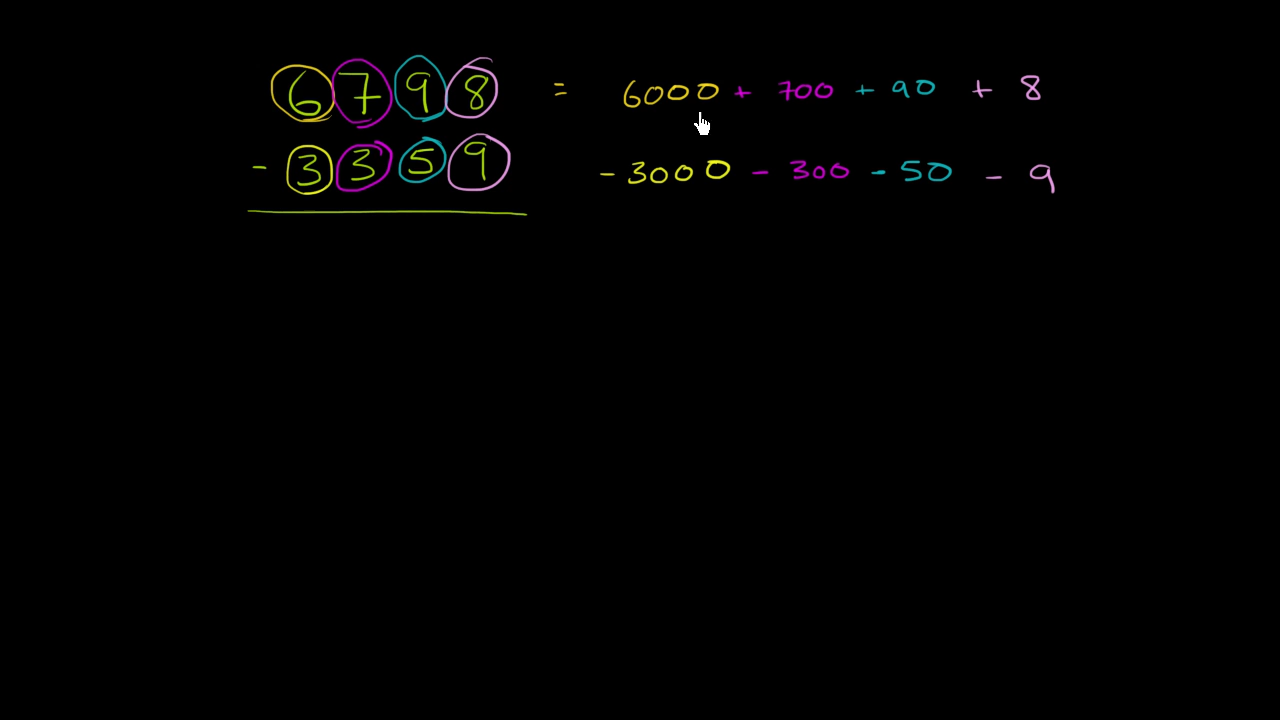 6798 = 6000 + 700 + 90 + 8
- 3359 - 3000 - 300 - 50 - 9